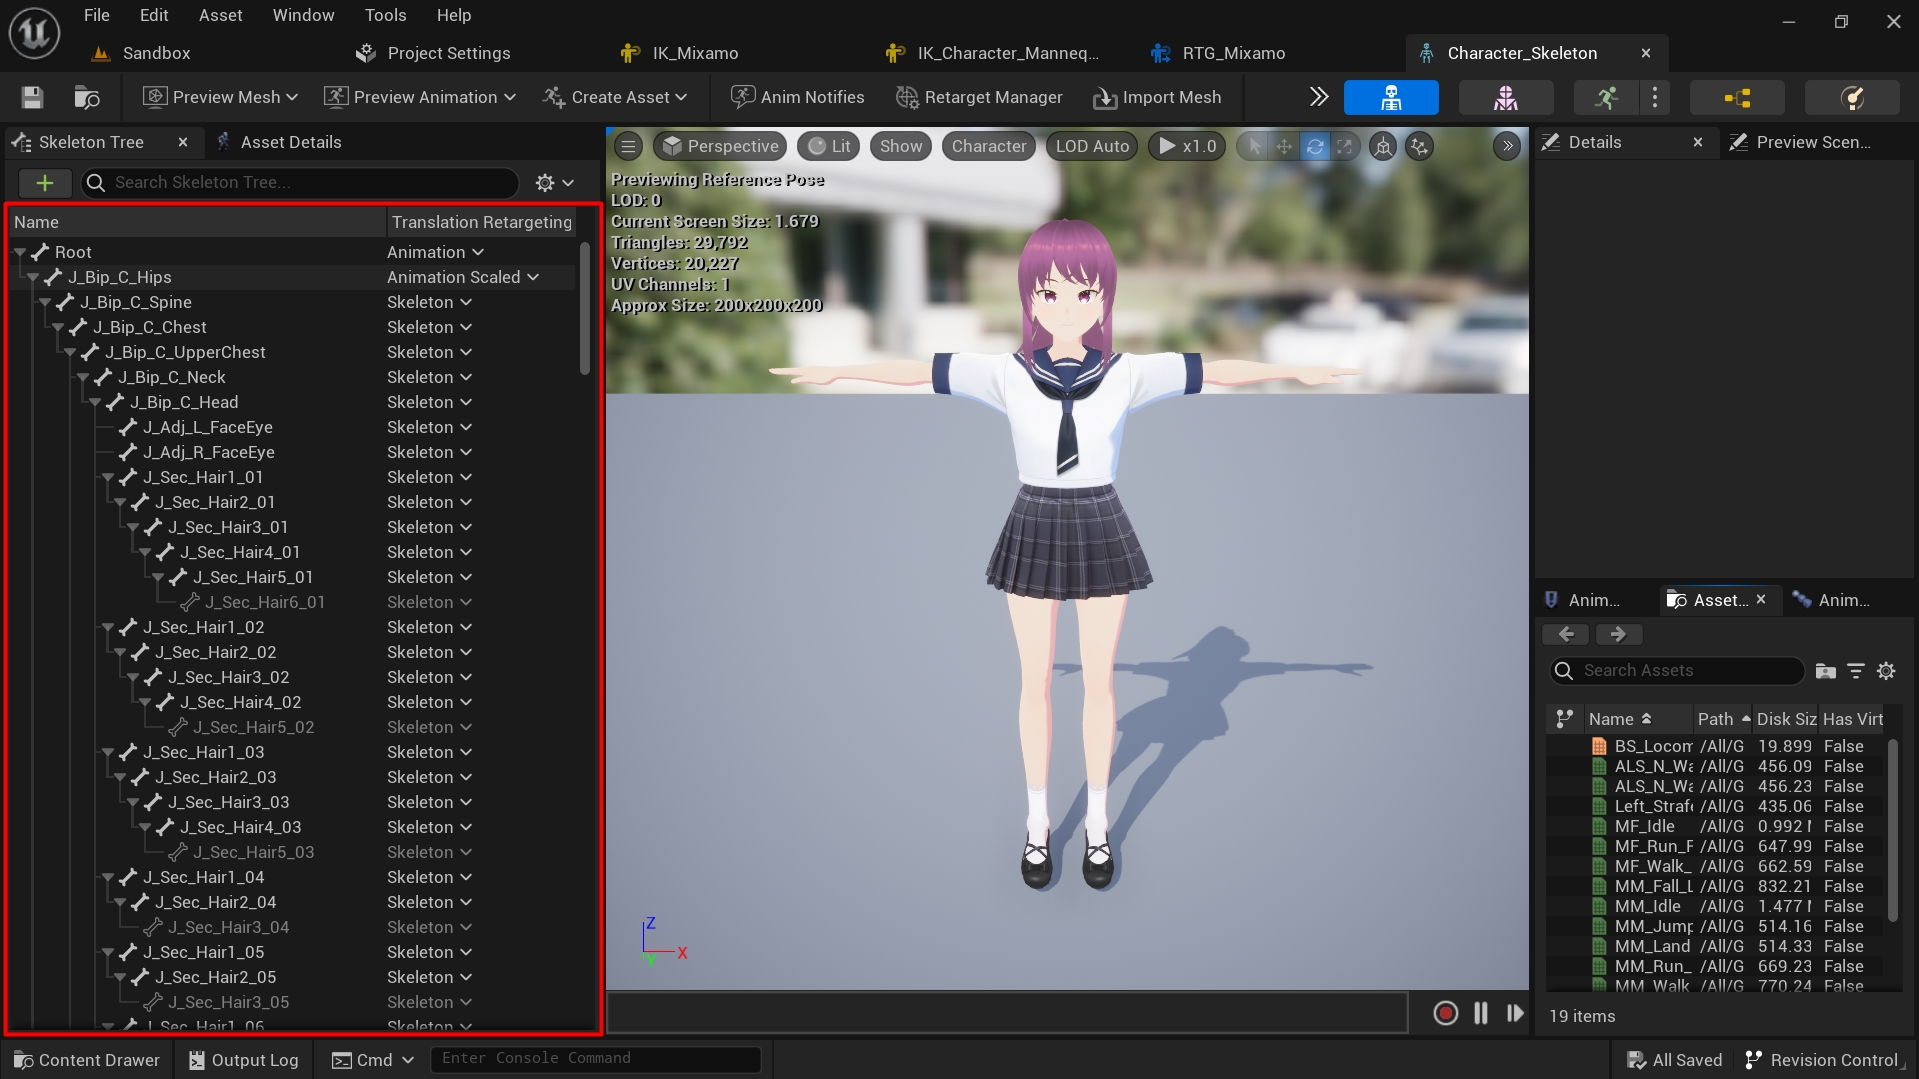 File Edit Asset Window Tools Help
Sandbox Project Settings IK_Mixamo IK_Character_Manneq... RTG_Mixamo Character_Skeleton
Preview Mesh Preview Animation Create Asset Anim Notifies Retarget Manager Import Mesh
Skeleton Tree Asset Details
Search Skeleton Tree...
Name Translation Retargeting
Root Animation
J_Bip_C_Hips Animation Scaled
J_Bip_C_Spine Skeleton
J_Bip_C_Chest Skeleton
J_Bip_C_UpperChest Skeleton
J_Bip_C_Neck Skeleton
J_Bip_C_Head Skeleton
J_Adj_L_FaceEye Skeleton
J_Adj_R_FaceEye Skeleton
J_Sec_Hair1_01 Skeleton
J_Sec_Hair2_01 Skeleton
J_Sec_Hair3_01 Skeleton
J_Sec_Hair4_01 Skeleton
J_Sec_Hair5_01 Skeleton
J_Sec_Hair6_01 Skeleton
J_Sec_Hair1_02 Skeleton
J_Sec_Hair2_02 Skeleton
J_Sec_Hair3_02 Skeleton
J_Sec_Hair4_02 Skeleton
J_Sec_Hair5_02 Skeleton
J_Sec_Hair1_03 Skeleton
J_Sec_Hair2_03 Skeleton
J_Sec_Hair3_03 Skeleton
J_Sec_Hair4_03 Skeleton
J_Sec_Hair5_03 Skeleton
J_Sec_Hair1_04 Skeleton
J_Sec_Hair2_04 Skeleton
J_Sec_Hair3_04 Skeleton
J_Sec_Hair1_05 Skeleton
J_Sec_Hair2_05 Skeleton
J_Sec_Hair3_05 Skeleton
J_Sec_Hair1_06 Skeleton
Perspective Lit Show Character LOD Auto x1.0
Previewing Reference Pose
LOD: 0
Current Screen Size: 1.679
Triangles: 29,792
Vertices: 20,227
UV Channels: 1
Approx Size: 200x200x200
Z
X
Y
Details Preview Scen...
Anim... Asset... Anim...
Search Assets
Name Path Disk Siz Has Virt
BS_Locom /All/G 19.899 False
ALS_N_Wa /All/G 456.09 False
ALS_N_Wa /All/G 456.23 False
Left_Strafe /All/G 435.06 False
MF_Idle /All/G 0.992 False
MF_Run_F /All/G 647.99 False
MF_Walk_ /All/G 662.59 False
MM_Fall_L /All/G 832.21 False
MM_Idle /All/G 1.477 False
MM_Jump /All/G 514.16 False
MM_Land /All/G 514.33 False
MM_Run_ /All/G 669.23 False
MM_Walk /All/G 770.24 False
19 items
Content Drawer Output Log Cmd Enter Console Command All Saved Revision Control